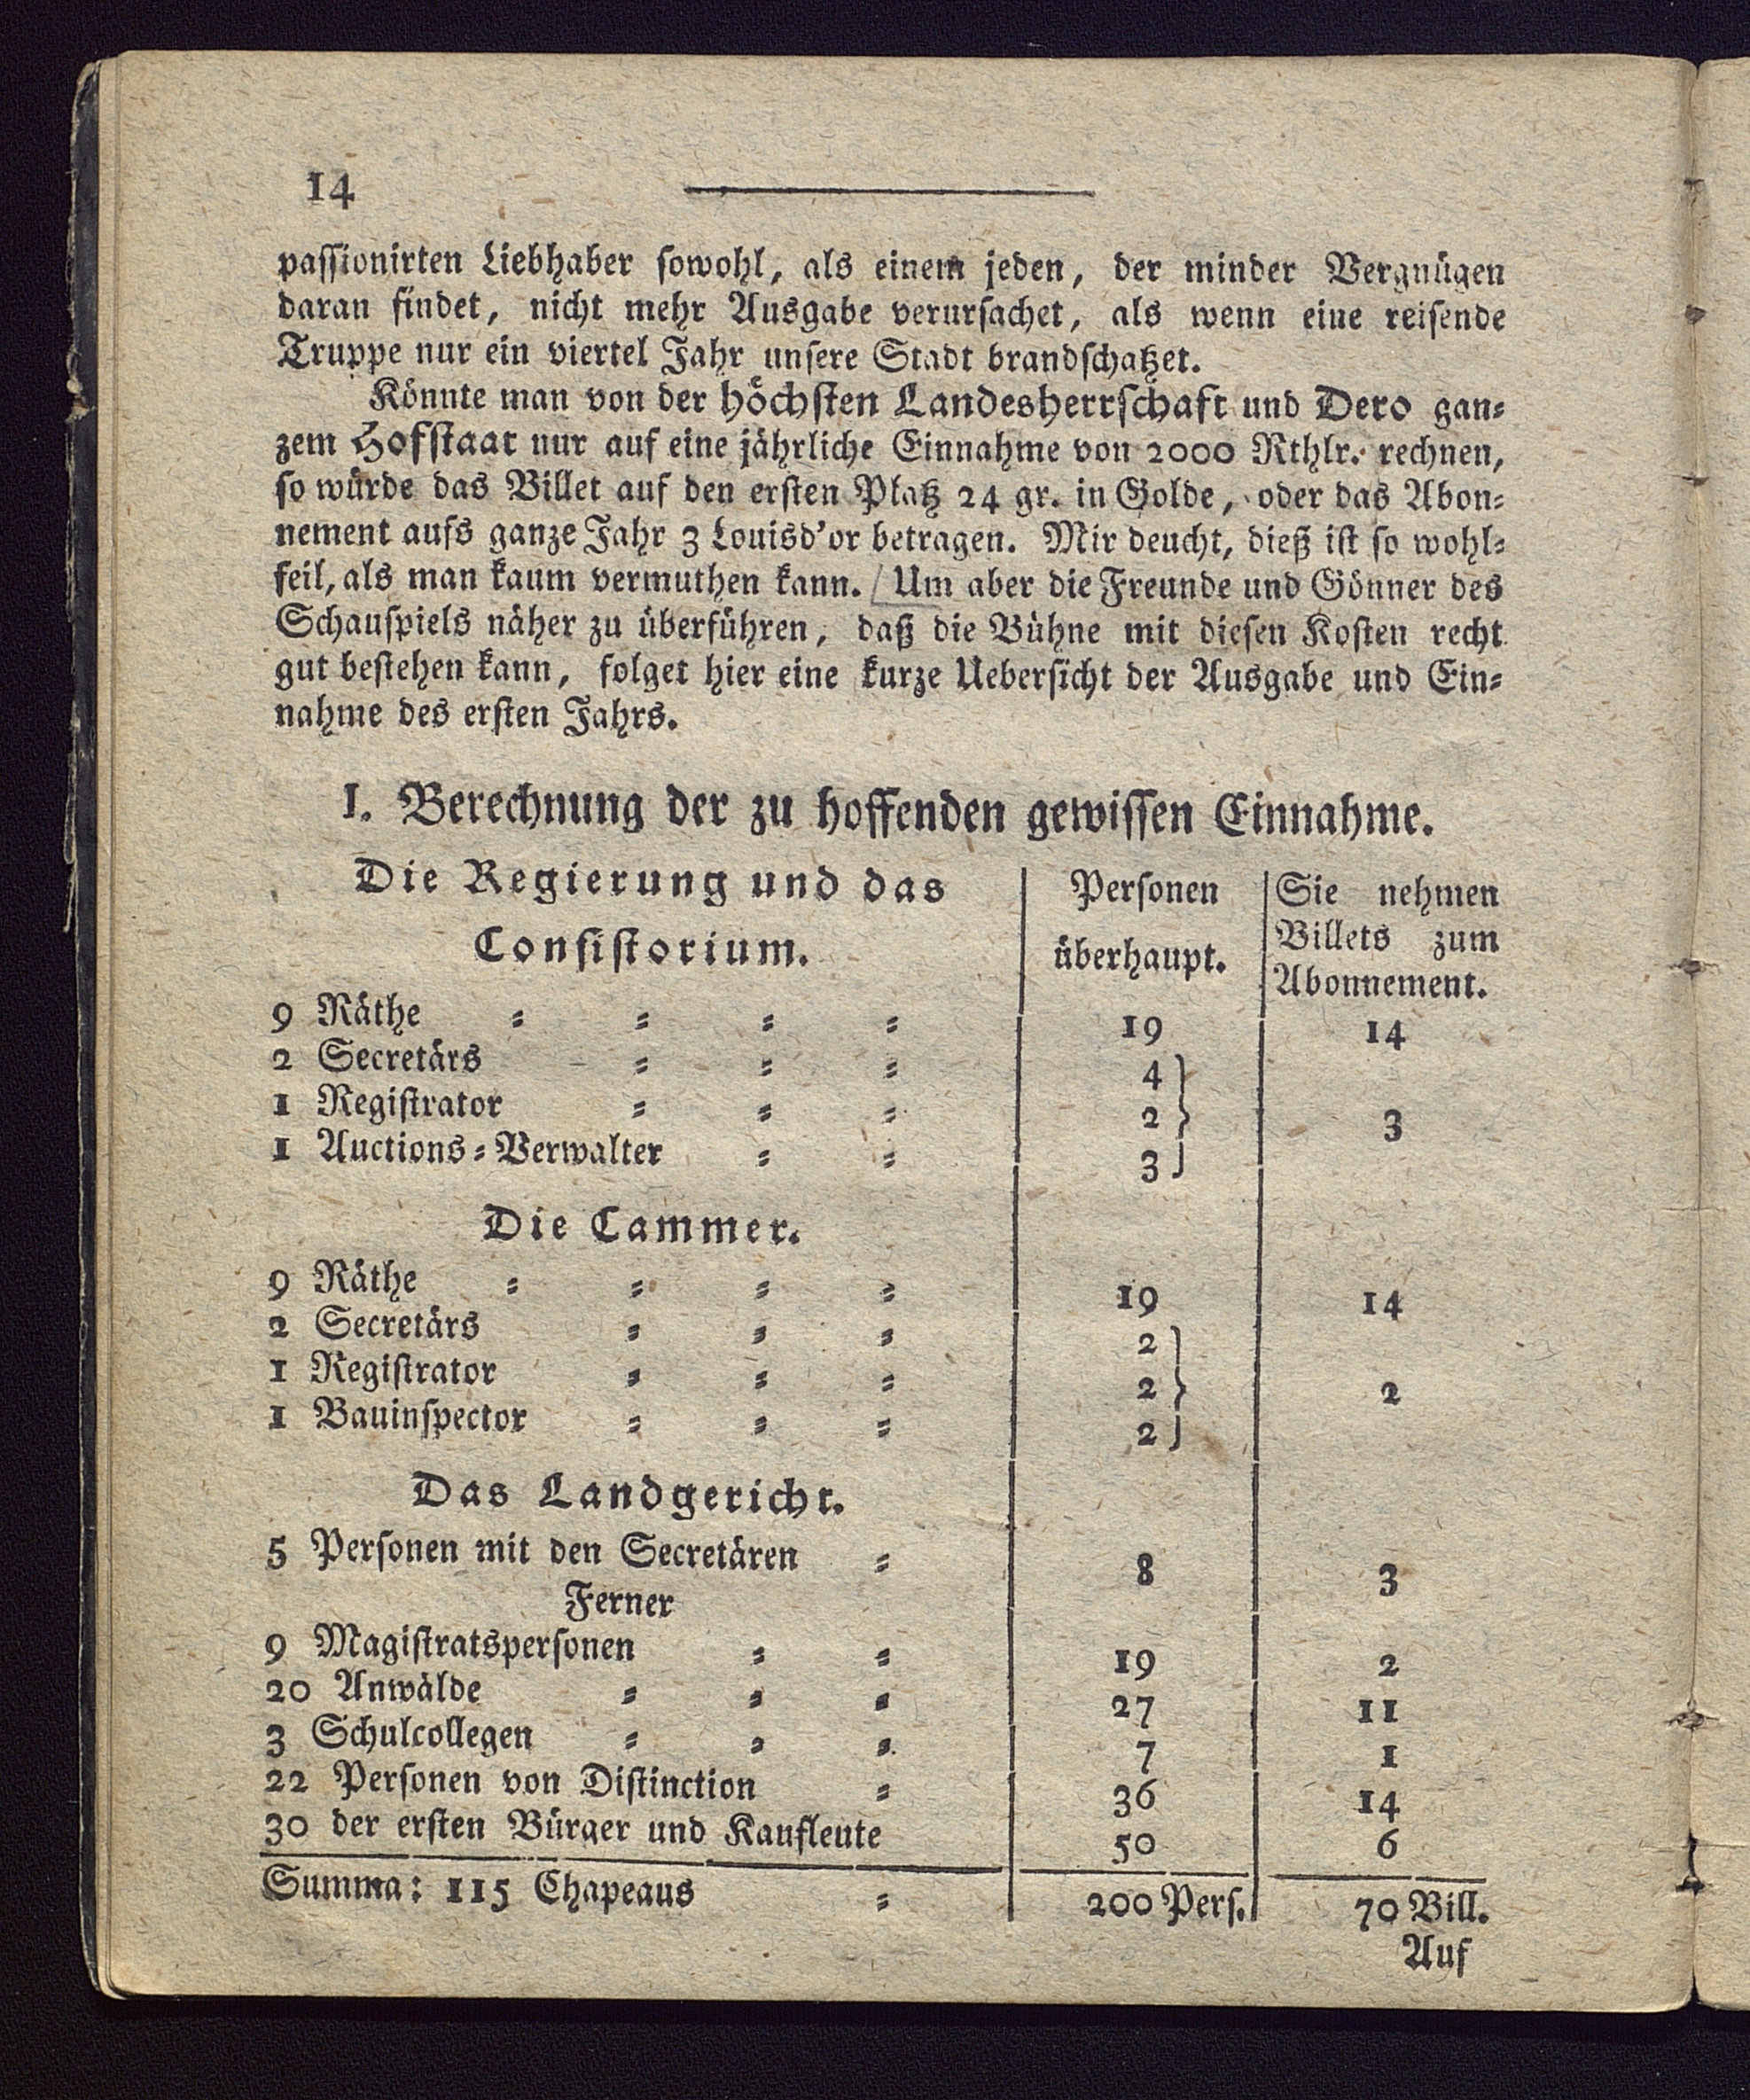 14
passionirten Liebhaber sowohl, als einem jeden, der minder Vergnügen
daran findet, nicht mehr Ausgabe verursachet, als wenn eine reisende
Truppe nur ein viertel Jahr unsere Stadt brandschatzet.
Könnte man von der höchsten Landesherrschaft und Dero gan⸗
zem Hofstaat nur auf eine jährliche Einnahme von 2000 Rthlr. rechnen,
so würde das Billet auf den ersten Platz 24 gr. in Golde, oder das Abon⸗
nement aufs ganze Jahr 3 Louisd'or betragen. Mir deucht, dieß ist so wohl⸗
feil, als man kaum vermuthen kann. Um aber die Freunde und Gönner des
Schauspiels näher zu überführen, daß die Bühne mit diesen Kosten recht
gut bestehen kann, folget hier eine kurze Uebersicht der Ausgabe und Ein⸗
nahme des ersten Jahrs.
I. Berechnung der zu hoffenden gewissen Einnahme.
Die Regierung und das Consistorium. | Personen überhaupt. | Sie nehmen Billets zum Abonnement.
9 Räthe ⸗ ⸗ ⸗ ⸗ 19 14
2 Secretärs ⸗ ⸗ ⸗ 4 }
1 Registrator ⸗ ⸗ ⸗ 2 } 3
1 Auctions⸗Verwalter ⸗ ⸗ 3 }
Die Cammer.
9 Räthe ⸗ ⸗ ⸗ ⸗ 19 14
2 Secretärs ⸗ ⸗ ⸗ 2 }
1 Registrator ⸗ ⸗ ⸗ 2 } 2
1 Bauinspector ⸗ ⸗ ⸗ 2 }
Das Landgericht.
5 Personen mit den Secretären ⸗ 8 3
Ferner
9 Magistratspersonen ⸗ ⸗ 19 2
20 Anwälde ⸗ ⸗ ⸗ 27 11
3 Schulcollegen ⸗ ⸗ ⸗ 7 1
22 Personen von Distinction ⸗ 36 14
30 der ersten Bürger und Kaufleute 50 6
Summa: 115 Chapeaus ⸗ 200 Pers. 70 Bill.
Auf